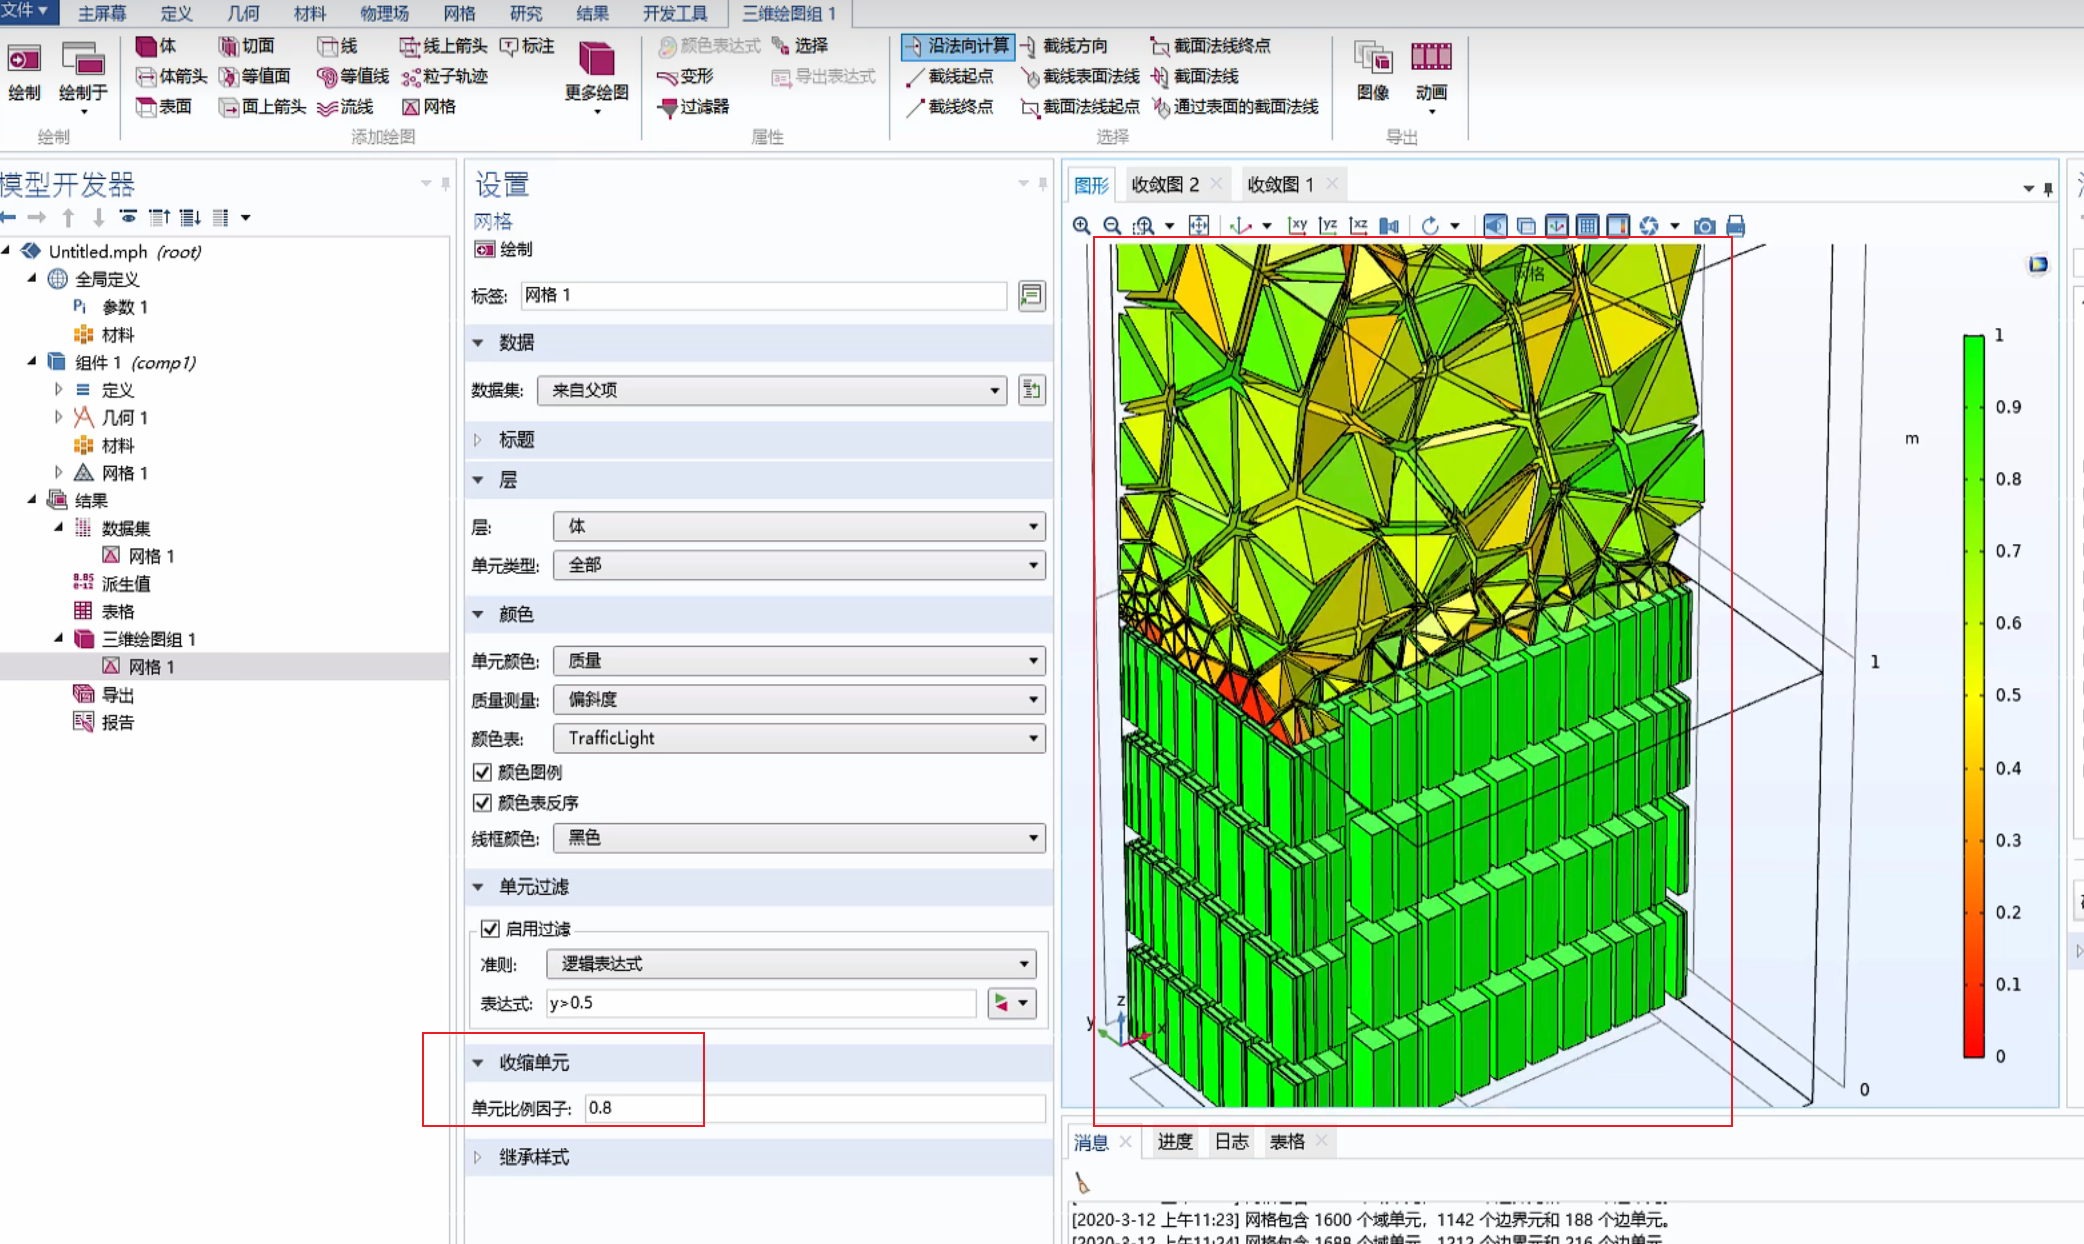 文件 主屏幕 定义 几何 材料 物理场 网格 研究 结果 开发工具 三维绘图组 1
体 切面 线 线上箭头 标注 颜色表达式 选择 沿法向计算 截线方向 截面法线终点
体箭头 等值面 等值线 粒子轨迹 变形 导出表达式 截线起点 截线表面法线 截面法线
绘制 绘制于 更多绘图 图像 动画
表面 面上箭头 流线 网格 过滤器 截线终点 截面法线起点 通过表面的截面法线
绘制 添加绘图 属性 选择 导出
模型开发器
Untitled.mph (root)
全局定义
Pi 参数 1
材料
组件 1 (comp1)
定义
几何 1
材料
网格 1
结果
数据集
网格 1
8.85
e-12 派生值
表格
三维绘图组 1
网格 1
导出
报告
设置
网格
绘制
标签: 网格 1
数据
数据集: 来自父项
标题
层
层: 体
单元类型: 全部
颜色
单元颜色: 质量
质量测量: 偏斜度
颜色表: TrafficLight
颜色图例
颜色表反序
线框颜色: 黑色
单元过滤
启用过滤
准则: 逻辑表达式
表达式: y>0.5
收缩单元
单元比例因子: 0.8
继承样式
图形 收敛图 2 收敛图 1
xy yz xz
网格
m
1
0
z
y
x
1
0.9
0.8
0.7
0.6
0.5
0.4
0.3
0.2
0.1
0
消息 进度 日志 表格
[2020-3-12 上午11:23] 网格包含 1600 个域单元，1142 个边界元和 188 个边单元。
[2020-3-12 上午11:24] 网格包含 1688 个域单元，1212 个边界元和 216 个边单元。